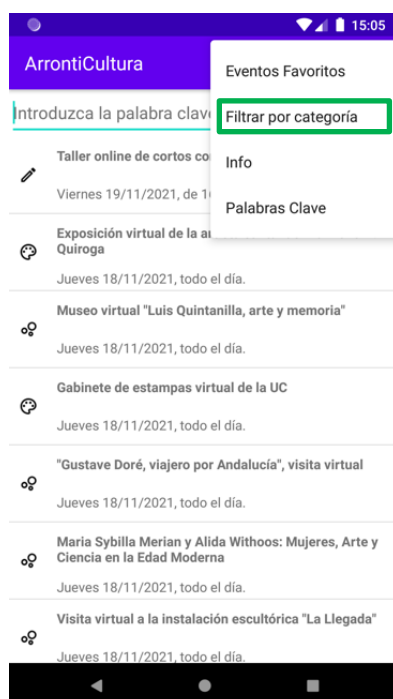 15:05
ArrontiCultura
Eventos Favoritos
Filtrar por categoría
Info
Palabras Clave
Introduzca la palabra clav
Taller online de cortos co
Viernes 19/11/2021, de 1
Exposición virtual de la
Quiroga
Jueves 18/11/2021, todo el día.
Museo virtual "Luis Quintanilla, arte y memoria"
Jueves 18/11/2021, todo el día.
Gabinete de estampas virtual de la UC
Jueves 18/11/2021, todo el día.
"Gustave Doré, viajero por Andalucía", visita virtual
Jueves 18/11/2021, todo el día.
Maria Sybilla Merian y Alida Withoos: Mujeres, Arte y
Ciencia en la Edad Moderna
Jueves 18/11/2021, todo el día.
Visita virtual a la instalación escultórica "La Llegada"
Jueves 18/11/2021, todo el día.